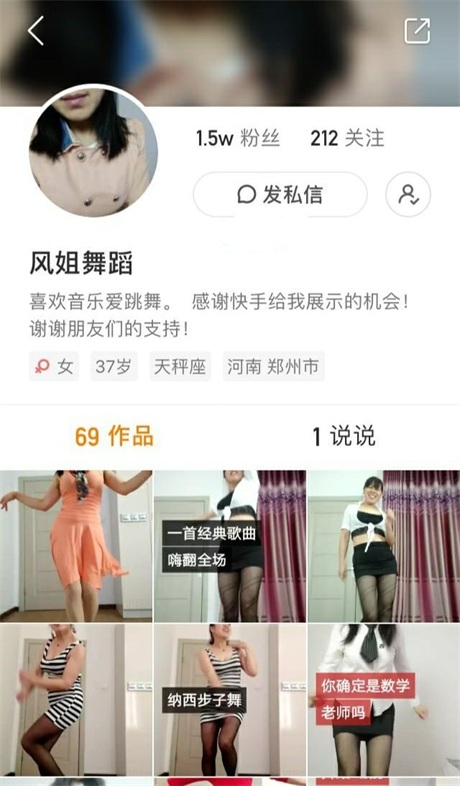 1.5w 粉丝 212 关注
发私信
风姐舞蹈
喜欢音乐爱跳舞。 感谢快手给我展示的机会!
谢谢朋友们的支持!
女 37岁 天秤座 河南 郑州市
69 作品 1 说说
一首经典歌曲
嗨翻全场
纳西步子舞
你确定是数学
老师吗